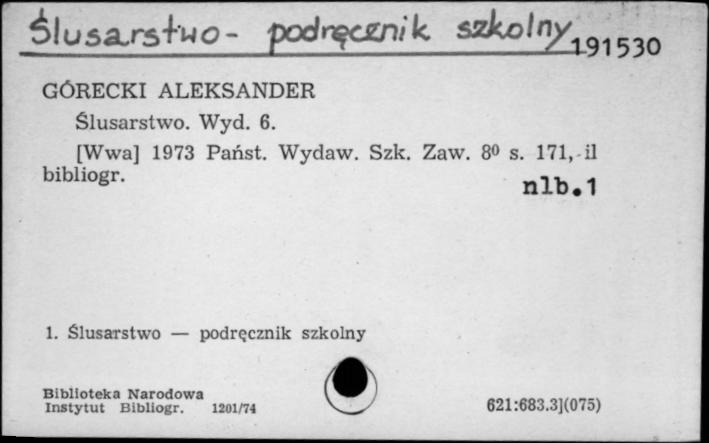 Ślusarstwo - podręcznik szkolny
191530
GÓRECKI ALEKSANDER
Ślusarstwo. Wyd. 6.
[Wwa] 1973 Państ. Wydaw. Szk. Zaw. 8⁰ s. 171, il
bibliogr.
nlb.1
1. Ślusarstwo — podręcznik szkolny
Biblioteka Narodowa
Instytut Bibliogr. 1201/74
621:683.3](075)